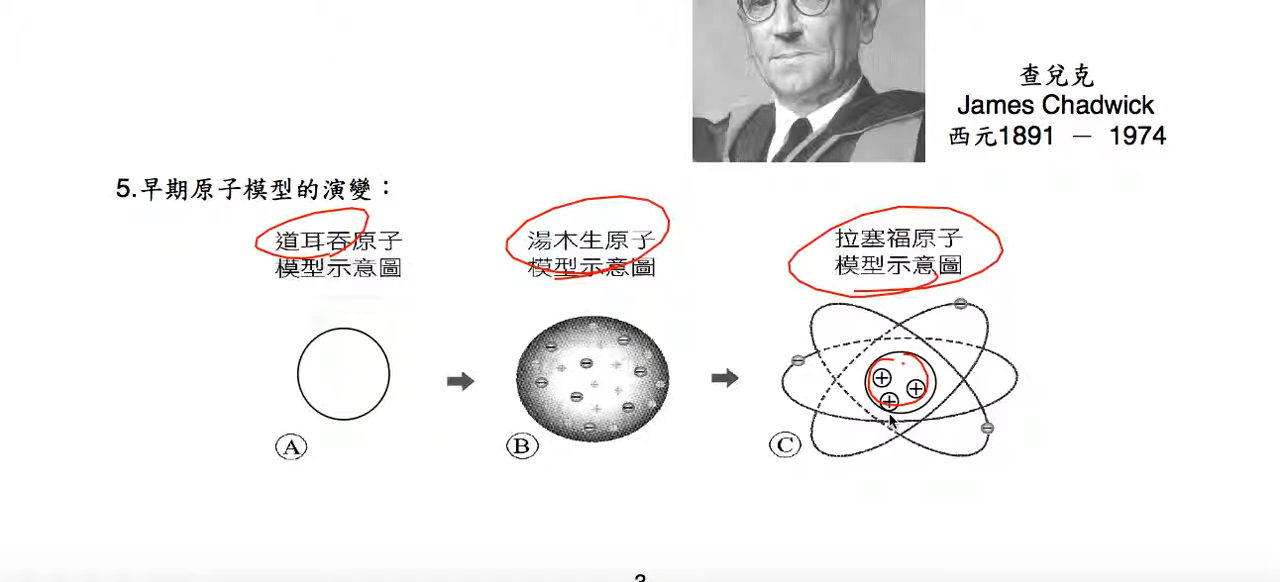 查兌克
James Chadwick
西元1891 － 1974
5.早期原子模型的演變：
道耳吞原子
模型示意圖
湯木生原子
模型示意圖
拉塞福原子
模型示意圖
A
B
C
3